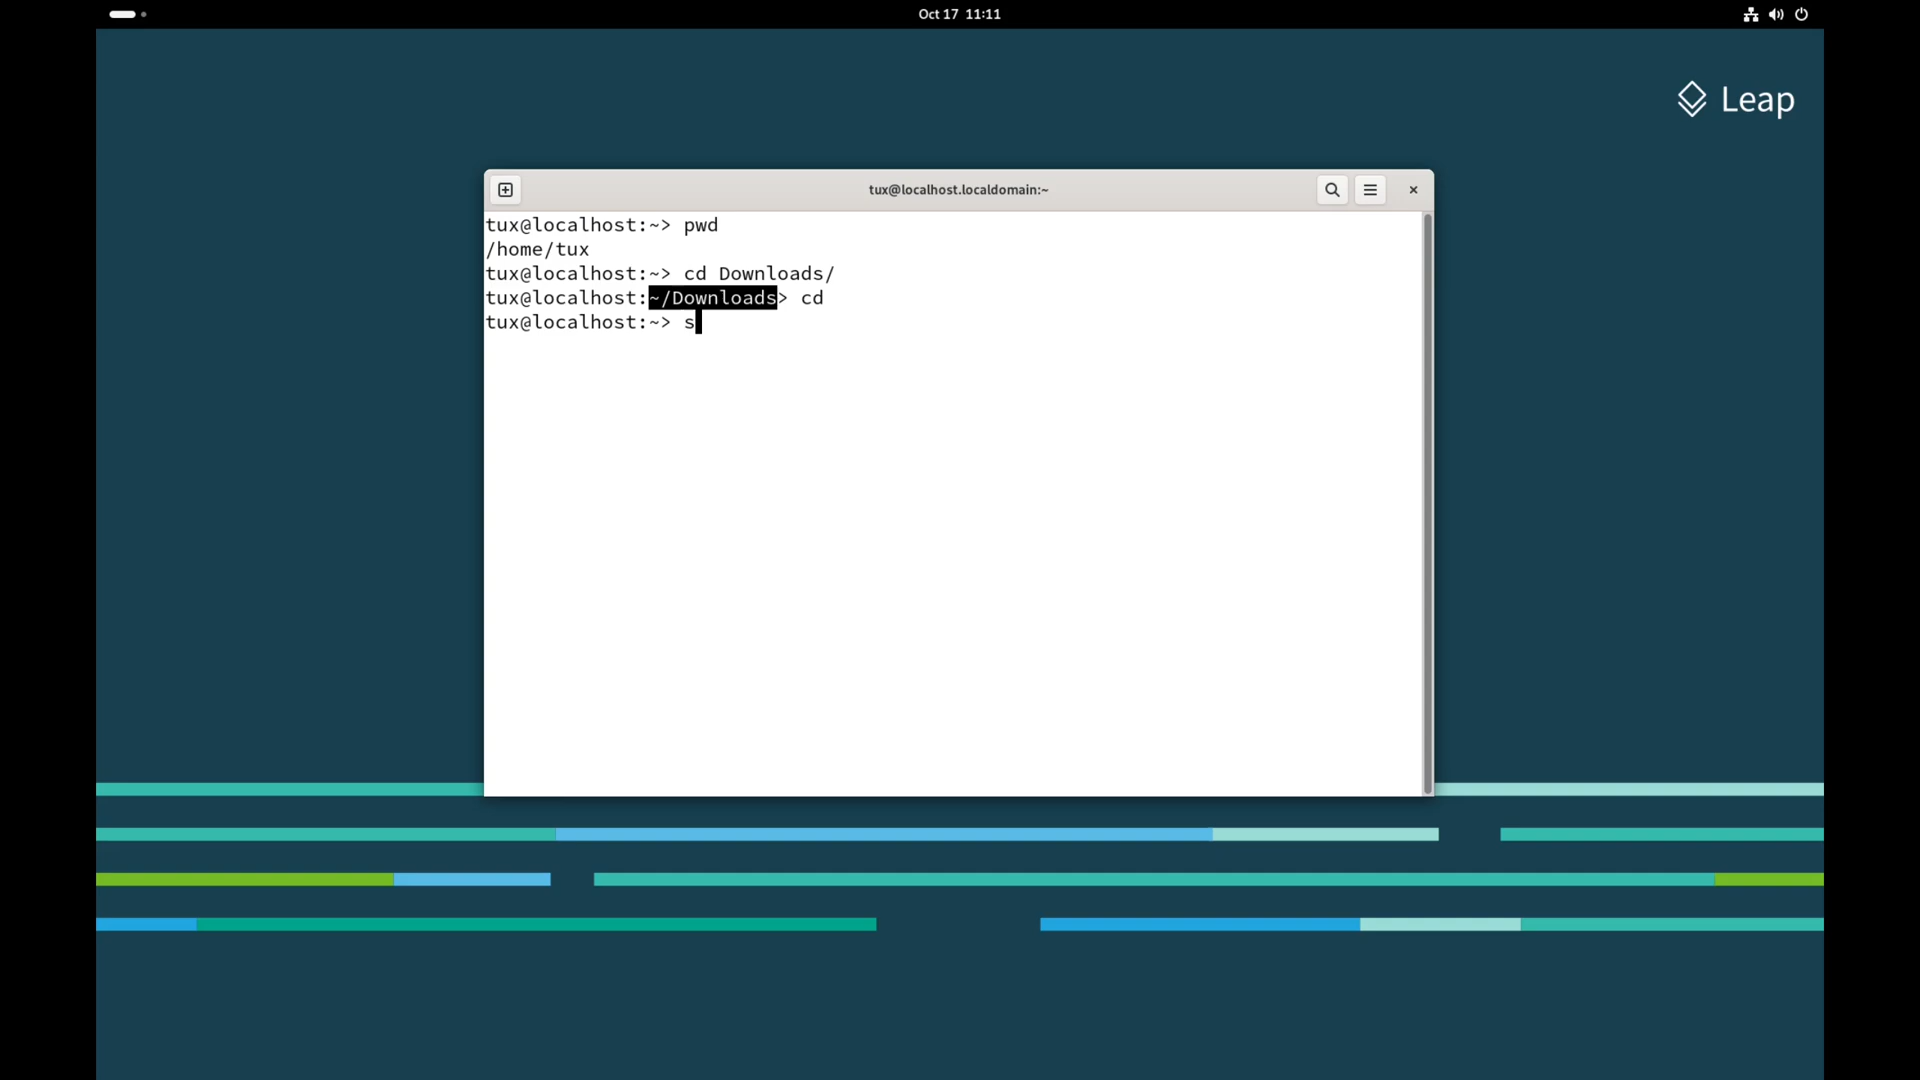 Oct 17 11:11
Leap
tux@localhost.localdomain:~
tux@localhost:~> pwd
/home/tux
tux@localhost:~> cd Downloads/
tux@localhost:~/Downloads> cd
tux@localhost:~> s